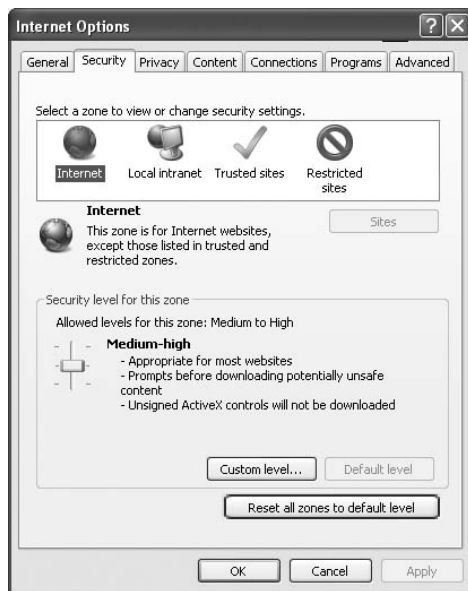 Internet Options
General Security Privacy Content Connections Programs Advanced
Select a zone to view or change security settings.
Internet Local intranet Trusted sites Restricted
sites
Internet
Sites
This zone is for Internet websites,
except those listed in trusted and
restricted zones.
Security level for this zone
Allowed levels for this zone: Medium to High
Medium-high
- Appropriate for most websites
- Prompts before downloading potentially unsafe
content
- Unsigned ActiveX controls will not be downloaded
Custom level... Default level
Reset all zones to default level
OK Cancel Apply